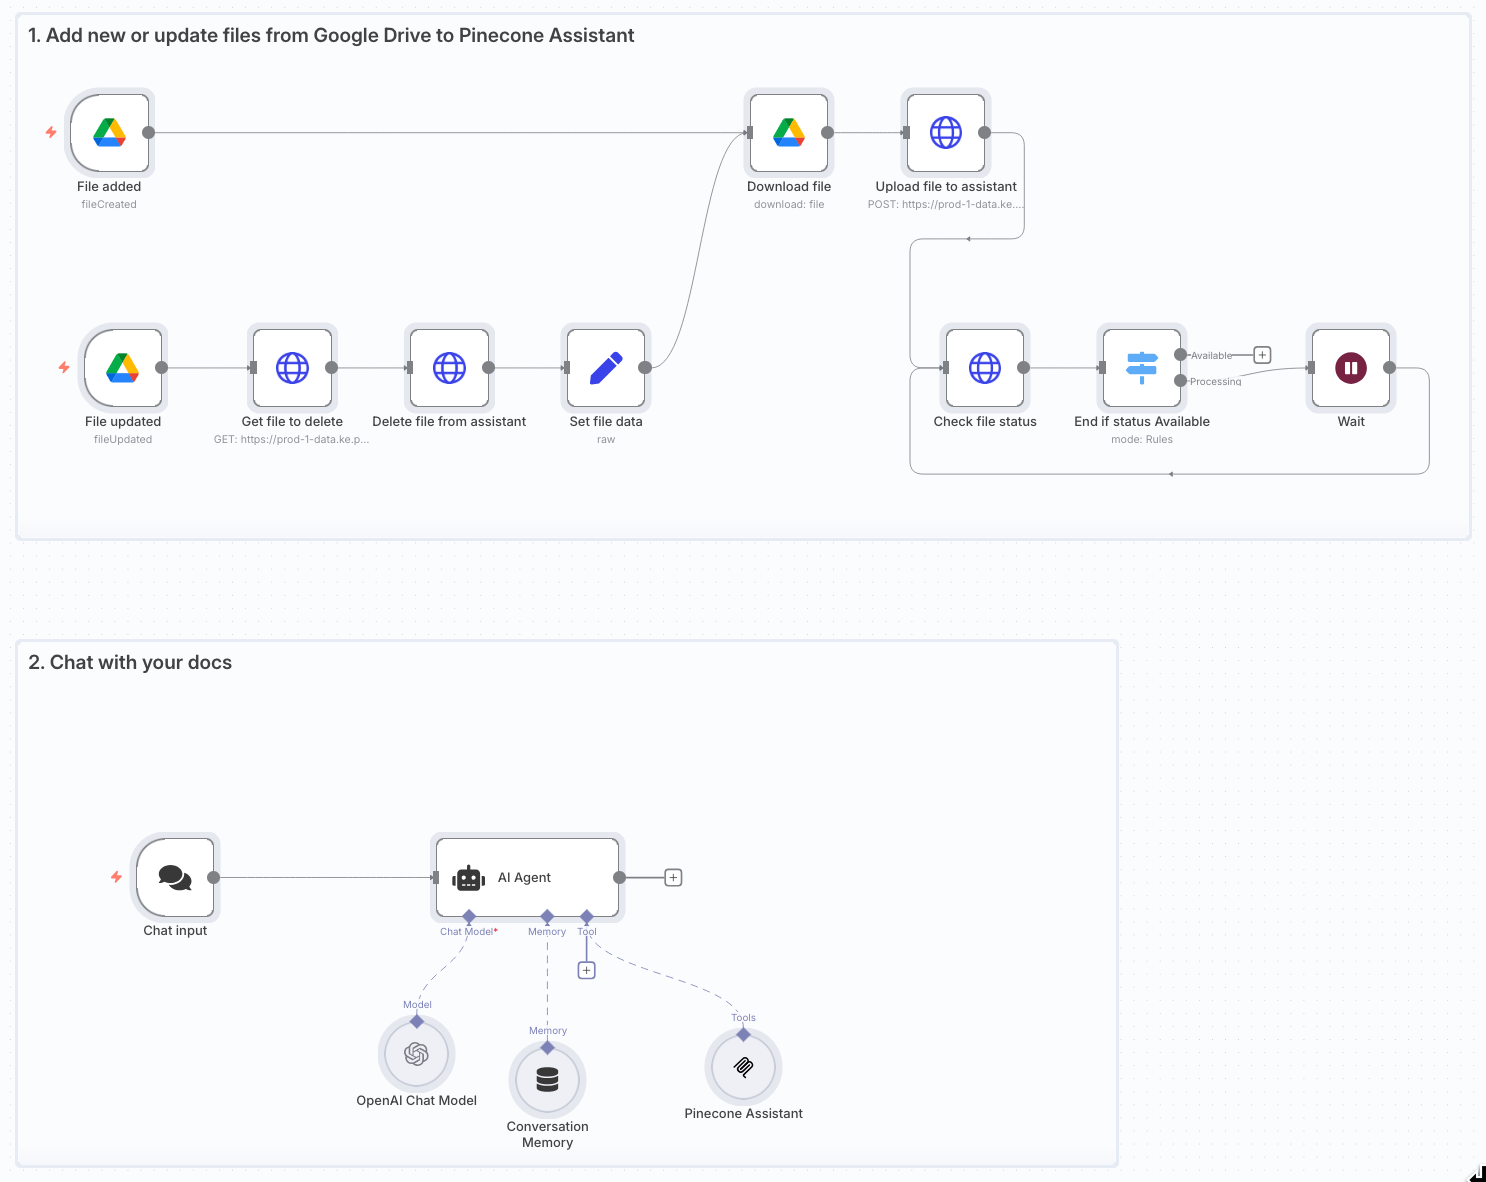 1. Add new or update files from Google Drive to Pinecone Assistant
File added
fileCreated
Download file
download: file
Upload file to assistant
POST: https://prod-1-data.ke....
File updated
fileUpdated
Get file to delete
GET: https://prod-1-data.ke.p...
Delete file from assistant
Set file data
raw
Check file status
End if status Available
mode: Rules
Available
Processing
Wait
2. Chat with your docs
Chat input
AI Agent
Chat Model*
Memory
Tool
Model
Memory
Tools
OpenAI Chat Model
Conversation
Memory
Pinecone Assistant